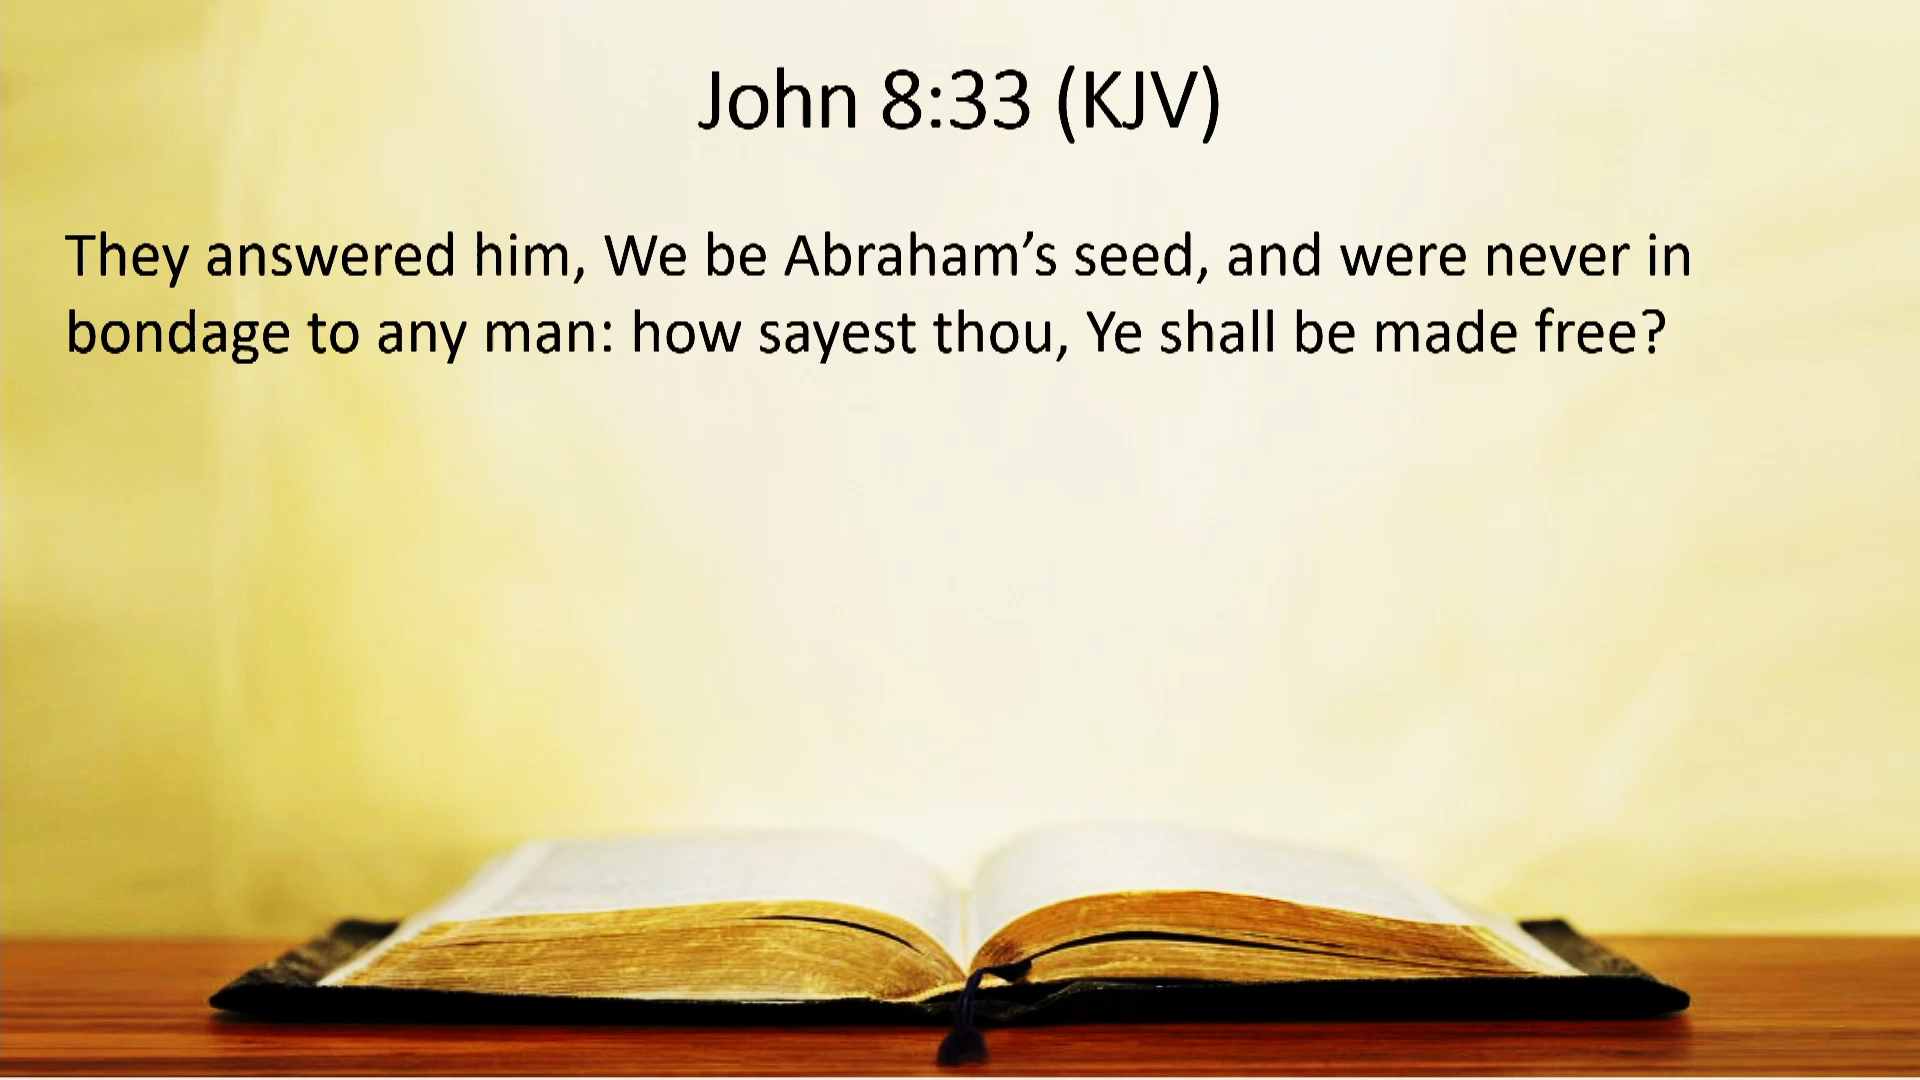 John 8:33 (KJV)
They answered him, We be Abraham’s seed, and were never in
bondage to any man: how sayest thou, Ye shall be made free?